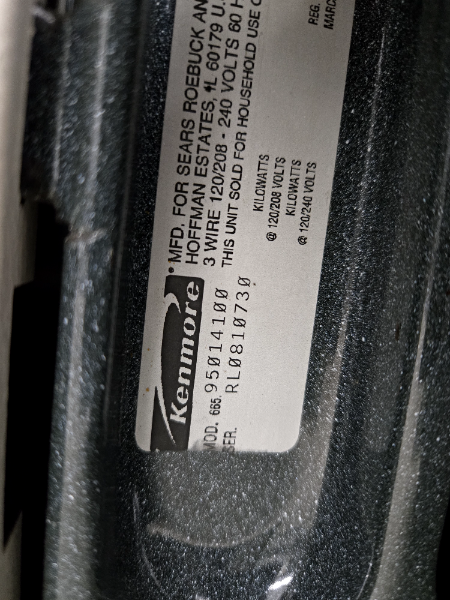 Kenmore
MFD. FOR SEARS ROEBUCK AN
HOFFMAN ESTATES, IL 60179 U.
3 WIRE 120/208 - 240 VOLTS 60 H
THIS UNIT SOLD FOR HOUSEHOLD USE
MOD. 665.95014100
SER. RL0810730
KILOWATTS
@ 120/208 VOLTS
KILOWATTS
@ 120/240 VOLTS
REG.
MARC